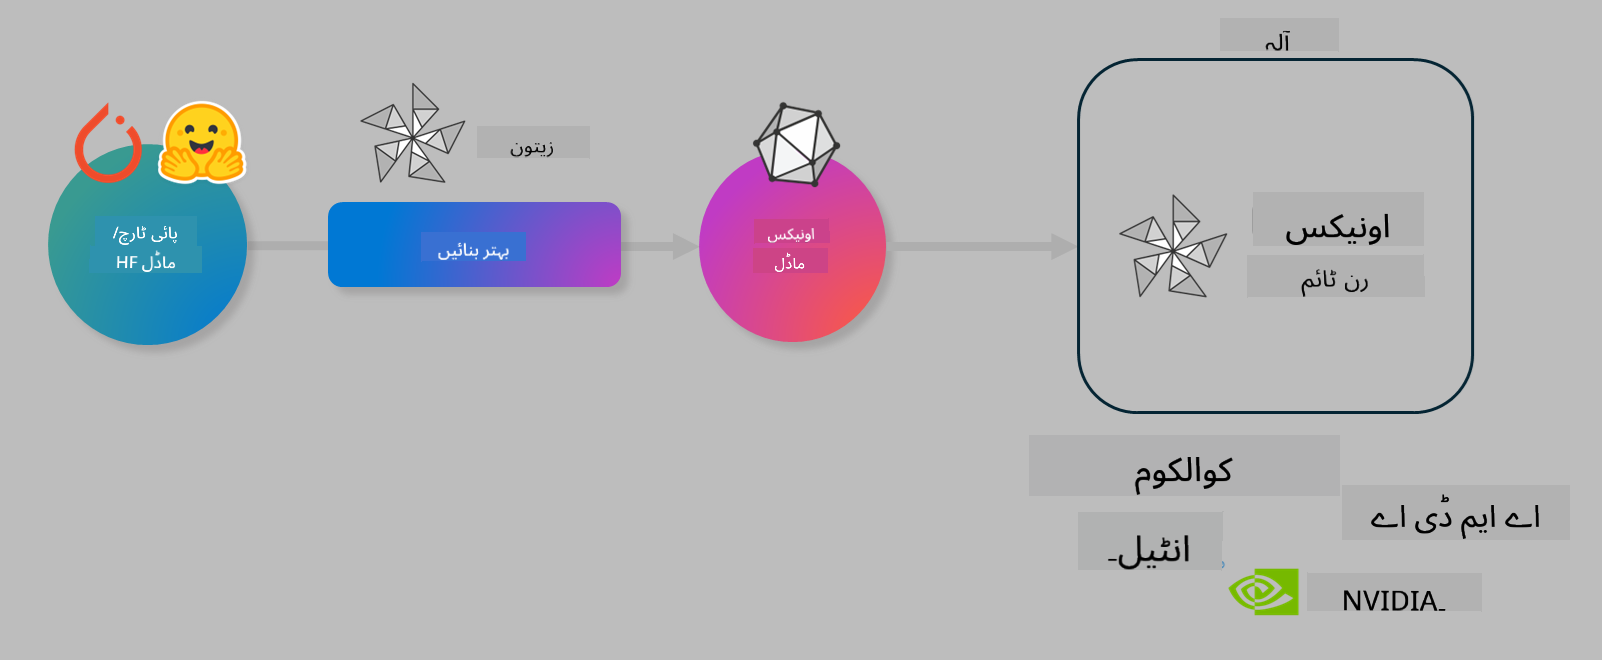 آلہ
زیتون
پائی ٹارچ/
ماڈل HF
بہتر بنائیں
اونیکس
ماڈل
اونیکس
رن ٹائم
کوالکوم
اے ایم ڈی اے
انٹیل۔
NVIDIA۔